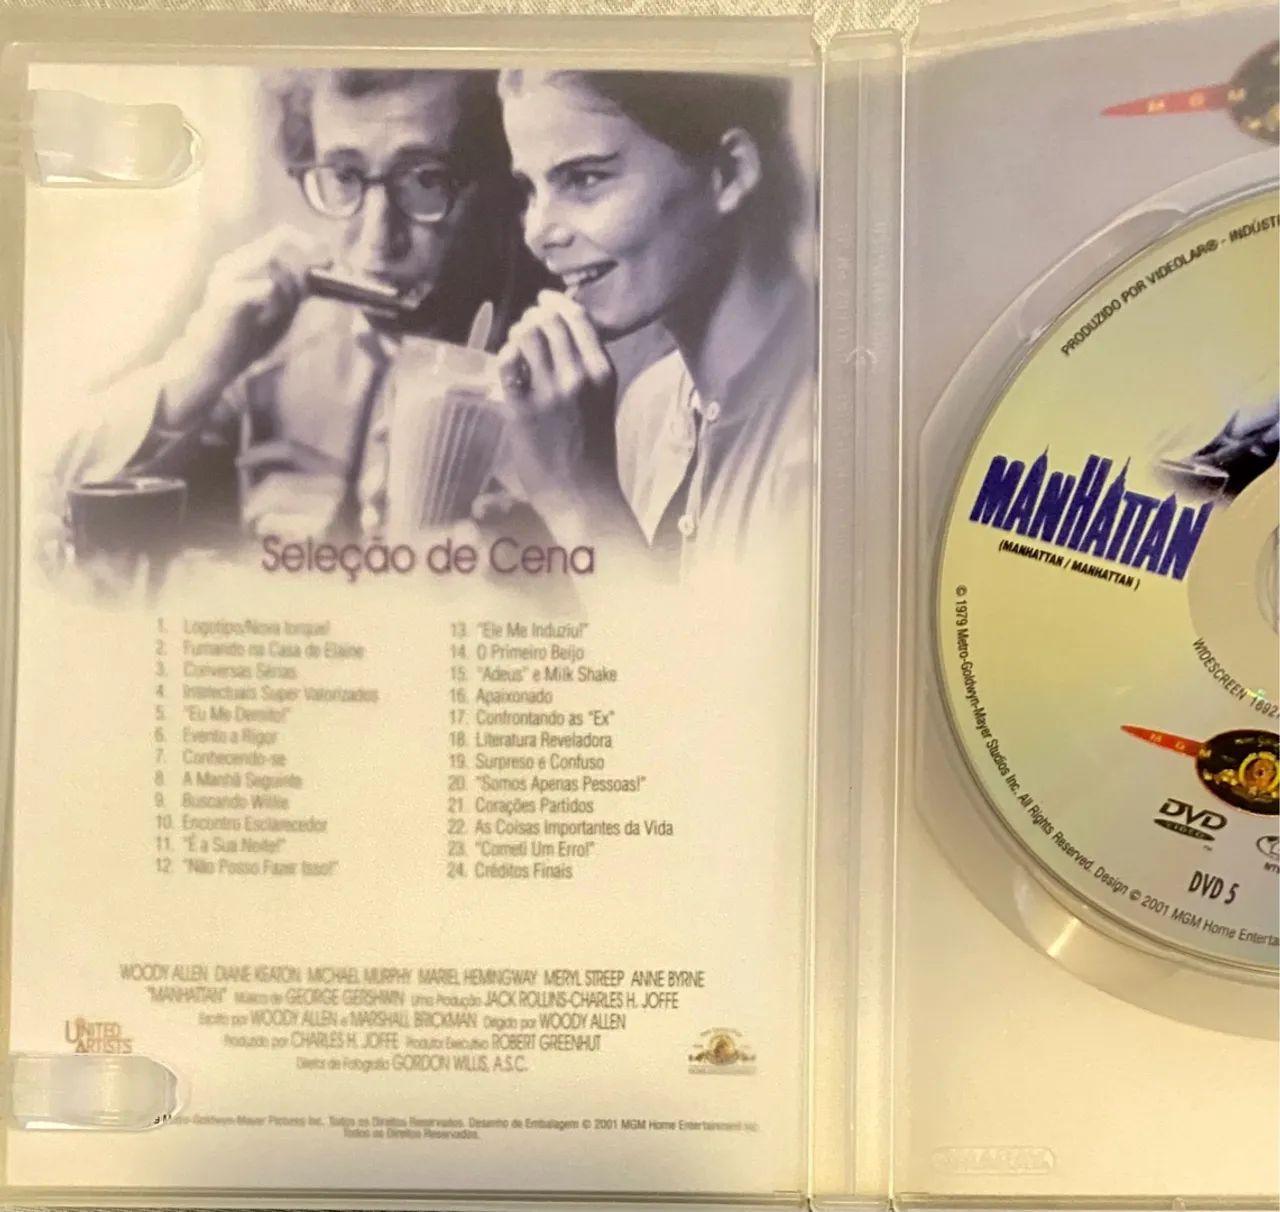 Seleção de Cena
1. Logotipo/Nova Iorque!
2. Fumando na Casa de Elaine
3. Conversas Sérias
4. Intelectuais Super Valorizados
5. "Eu Me Demito!"
6. Evento a Rigor
7. Conhecendo-se
8. A Manhã Seguinte
9. Buscando Willie
10. Encontro Esclarecedor
11. "É a Sua Noite!"
12. "Não Posso Fazer Isso!"
13. "Ele Me Induziu!"
14. O Primeiro Beijo
15. "Adeus" e Milk Shake
16. Apaixonado
17. Confrontando as "Ex"
18. Literatura Reveladora
19. Surpreso e Confuso
20. "Somos Apenas Pessoas!"
21. Corações Partidos
22. As Coisas Importantes da Vida
23. "Cometi Um Erro!"
24. Créditos Finais
WOODY ALLEN DIANE KEATON MICHAEL MURPHY MARIEL HEMINGWAY MERYL STREEP ANNE BYRNE
"MANHATTAN" Música de GEORGE GERSHWIN Uma Produção JACK ROLLINS-CHARLES H. JOFFE
Escrito por WOODY ALLEN e MARSHALL BRICKMAN Dirigido por WOODY ALLEN
Produzido por CHARLES H. JOFFE Produtor Executivo ROBERT GREENHUT
Diretor de Fotografia GORDON WILLIS, A.S.C.
UNITED
ARTISTS
-Goldwyn-Mayer Pictures Inc. Todos os Direitos Reservados. Desenho de Embalagem © 2001 MGM Home Entertainment Inc.
Todos os Direitos Reservados.
MGM
PRODUZIDO POR VIDEOLAR® - INDÚST
MANHATTAN
(MANHATTAN / MANHATTAN)
© 1979 Metro-Goldwyn-Mayer Studios Inc. All Rights Reserved. Design © 2001 MGM Home Enterta
WIDESCREEN 1692-
MGM
DVD
VIDEO
DVD 5